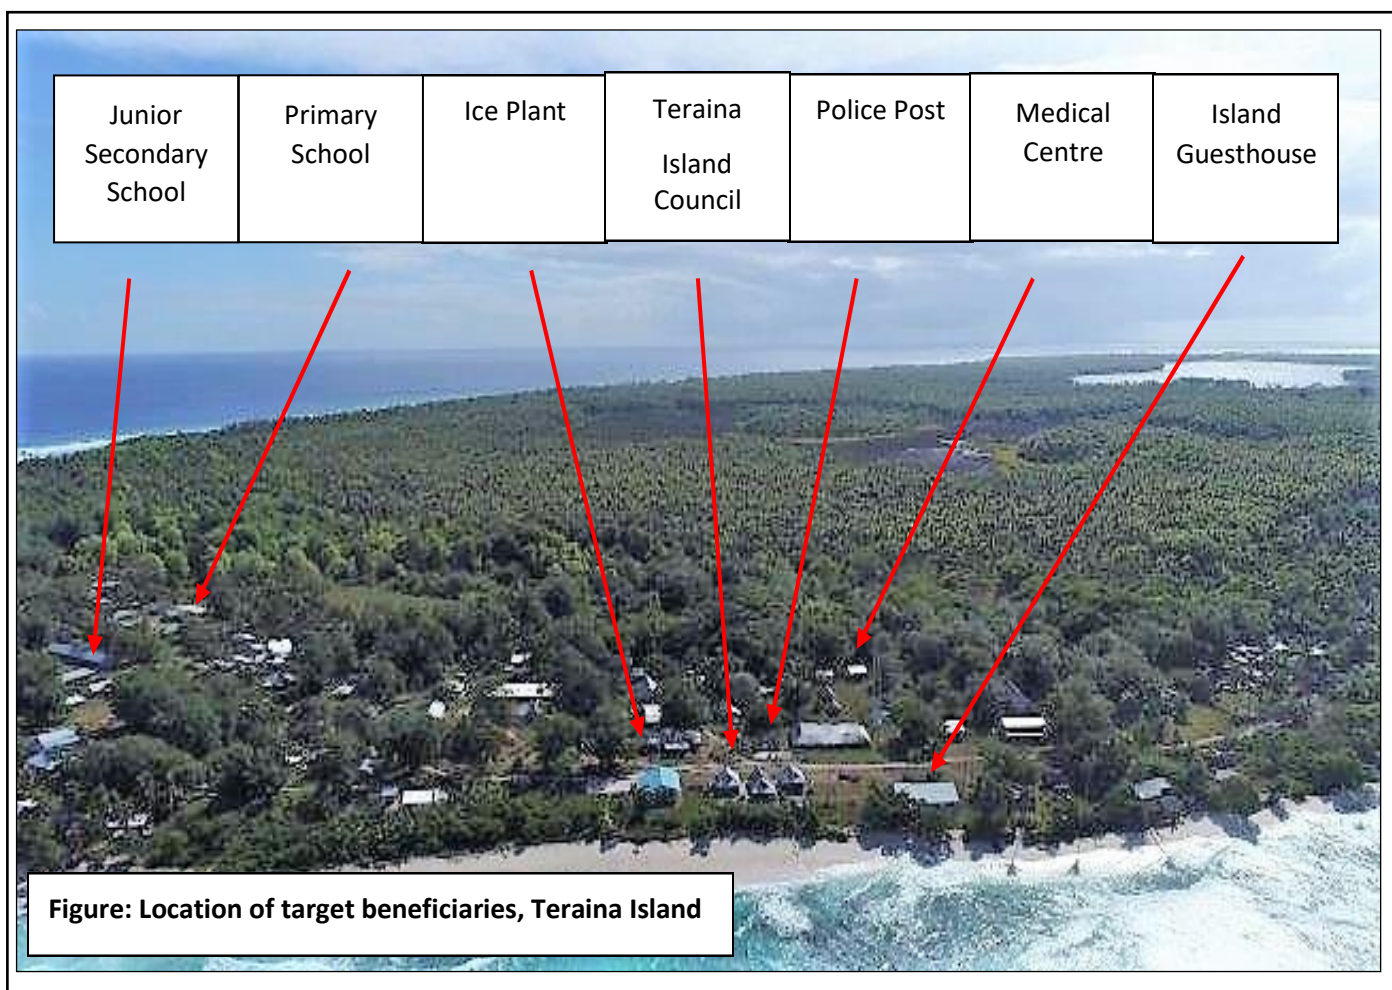 Junior
Secondary
School
Primary
School
Ice Plant
Teraina
Island
Council
Police Post
Medical
Centre
Island
Guesthouse
Figure: Location of target beneficiaries, Teraina Island